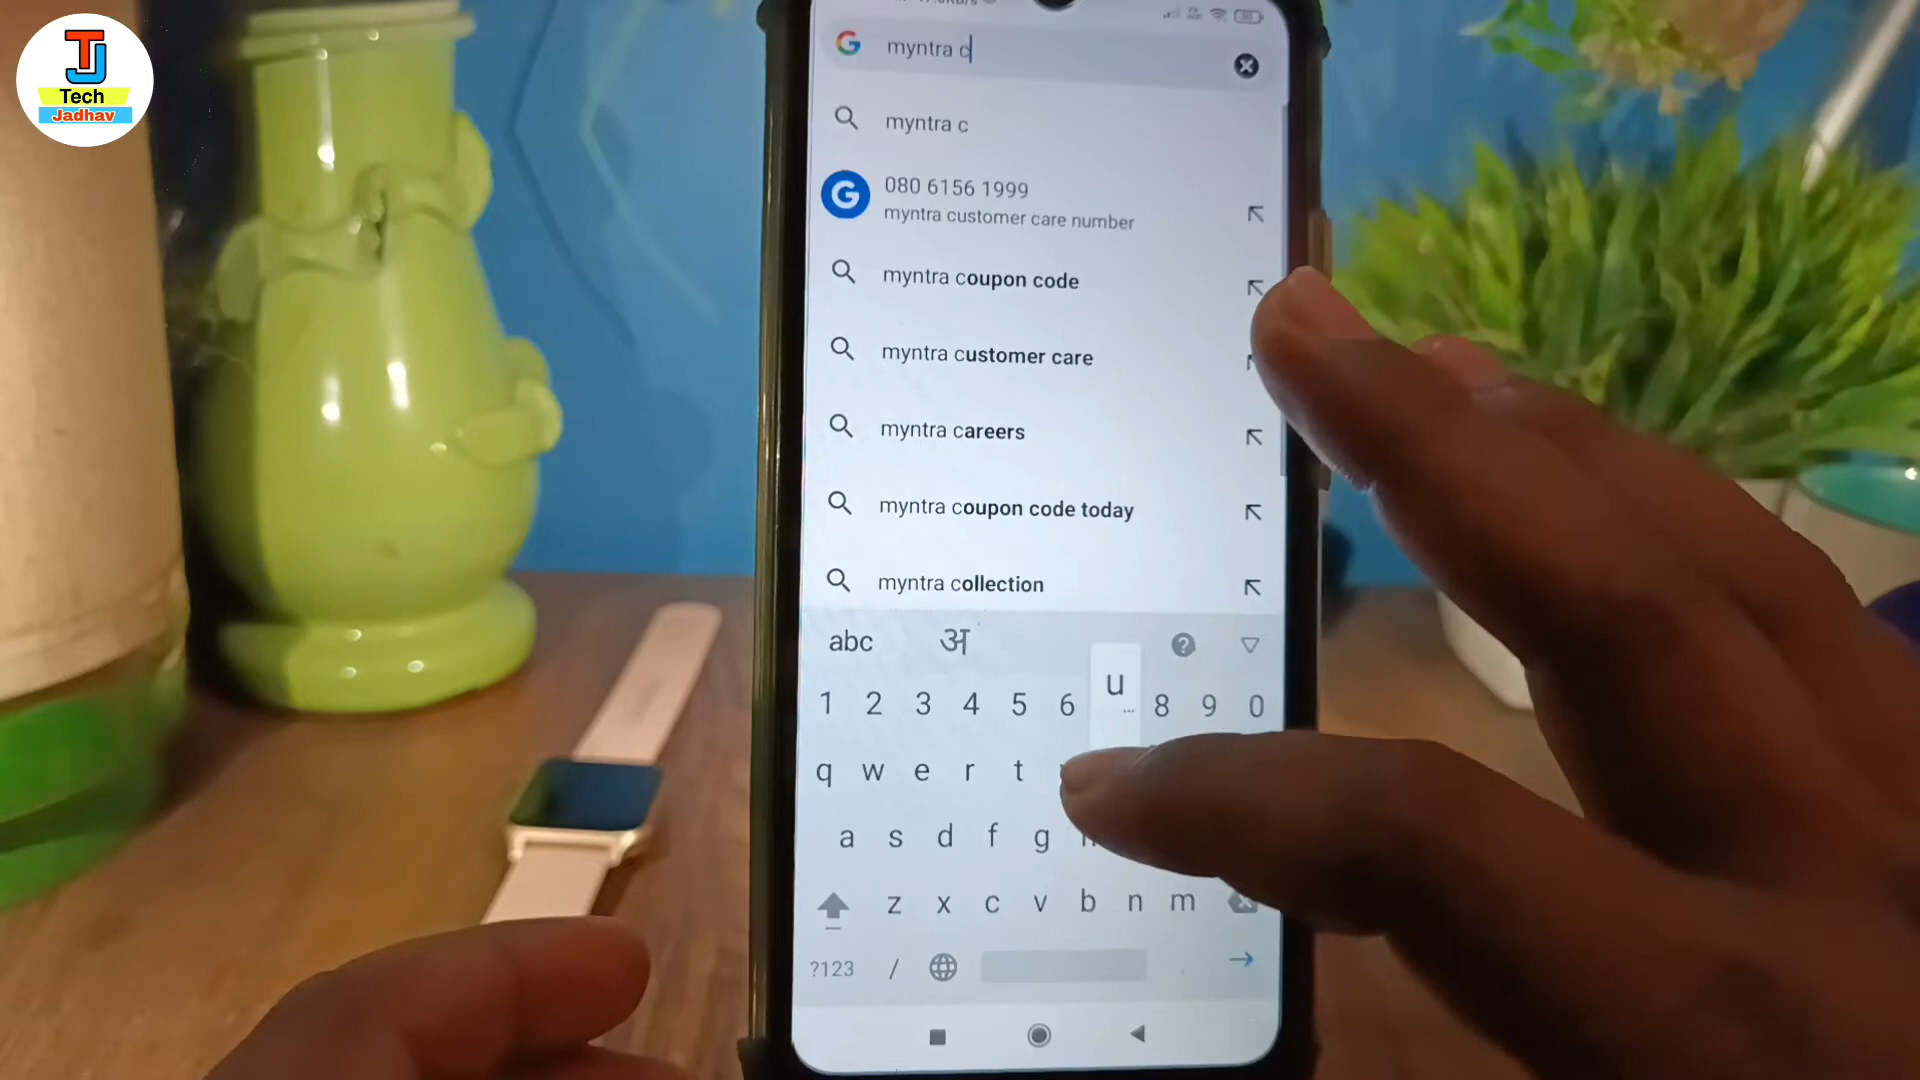 TJ
Tech
Jadhav
myntra c
myntra c
080 6156 1999
myntra customer care number
myntra coupon code
myntra customer care
myntra careers
myntra coupon code today
myntra collection
abc अ
u
1 2 3 4 5 6 8 9 0
q w e r t
a s d f g
z x c v b n m
?123 /